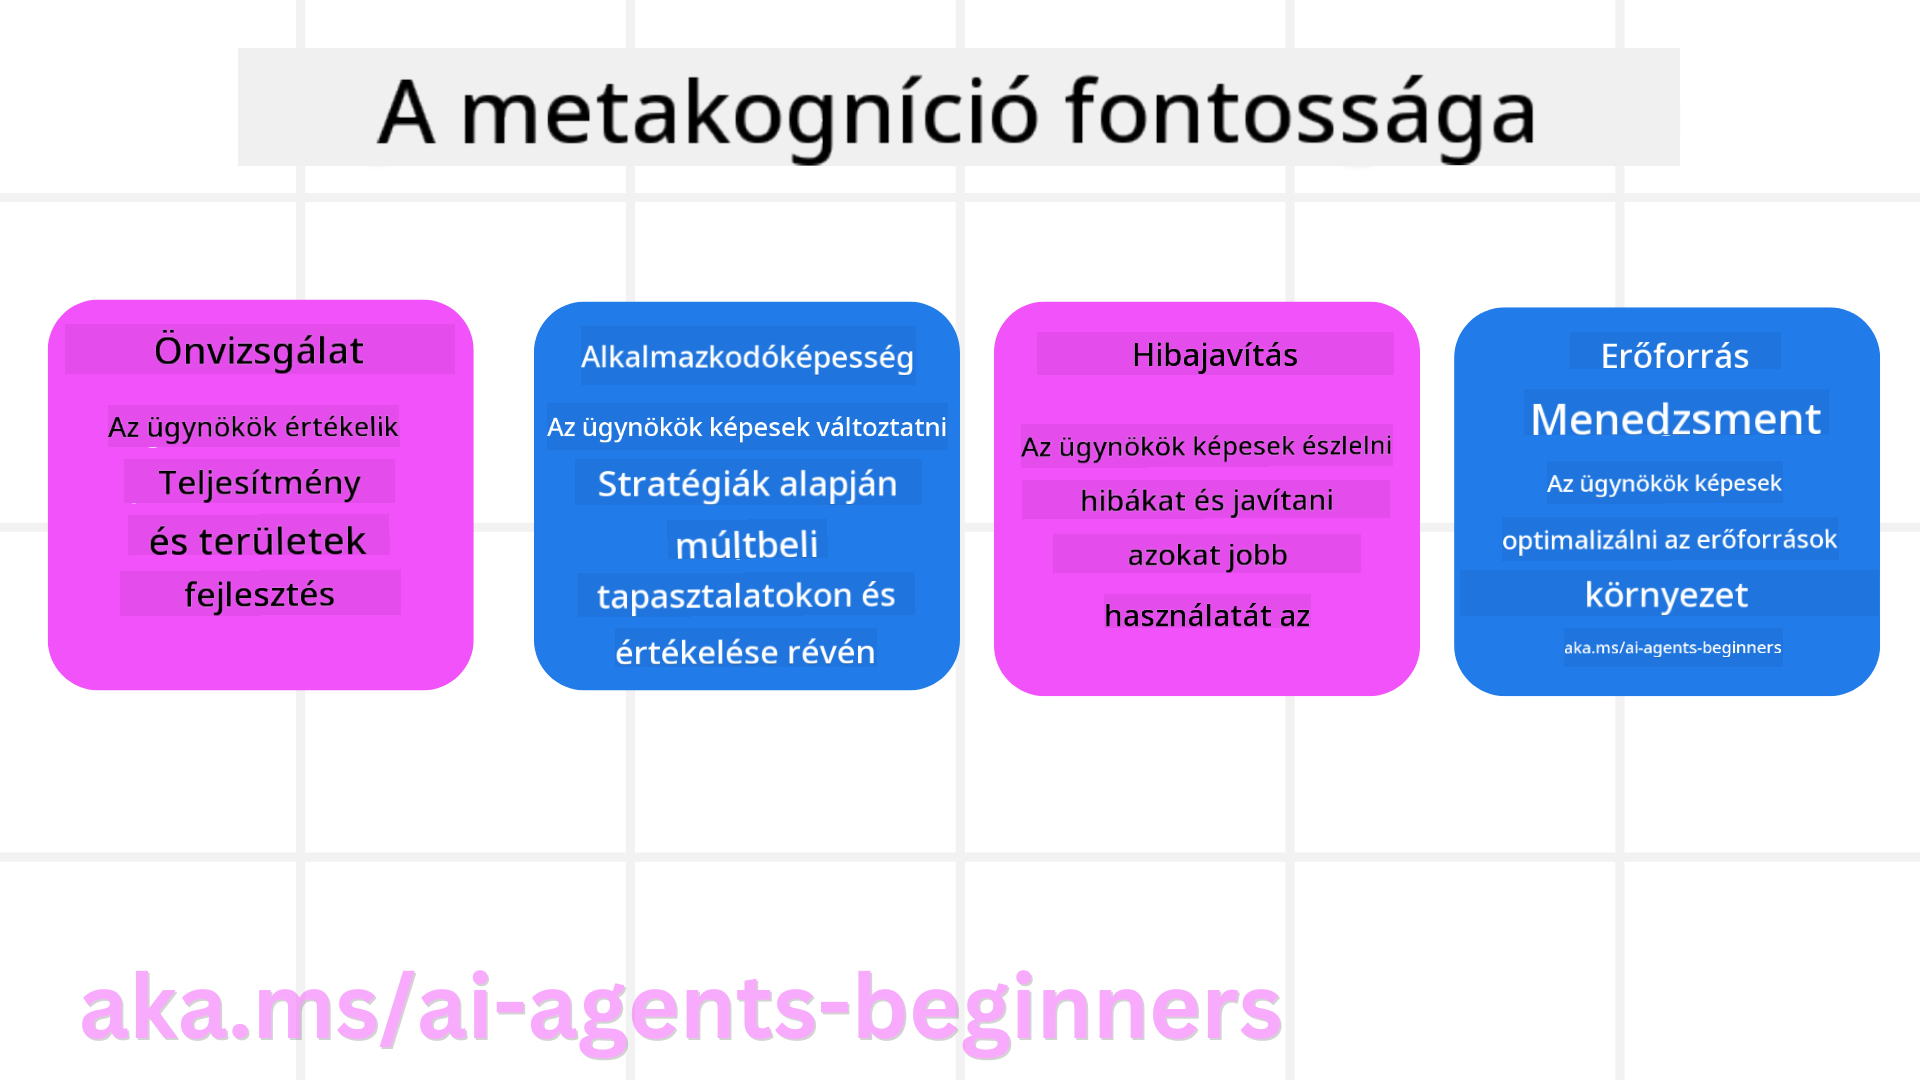 A metakogníció fontossága
Önvizsgálat
Az ügynökök értékelik
Teljesítmény
és területek
fejlesztés
Alkalmazkodóképesség
Az ügynökök képesek változtatni
Stratégiák alapján
múltbeli
tapasztalatokon és
értékelése révén
Hibajavítás
Az ügynökök képesek észlelni
hibákat és javítani
azokat jobb
használatát az
Erőforrás
Menedzsment
Az ügynökök képesek
optimalizálni az erőforrások
környezet
aka.ms/ai-agents-beginners
aka.ms/ai-agents-beginners